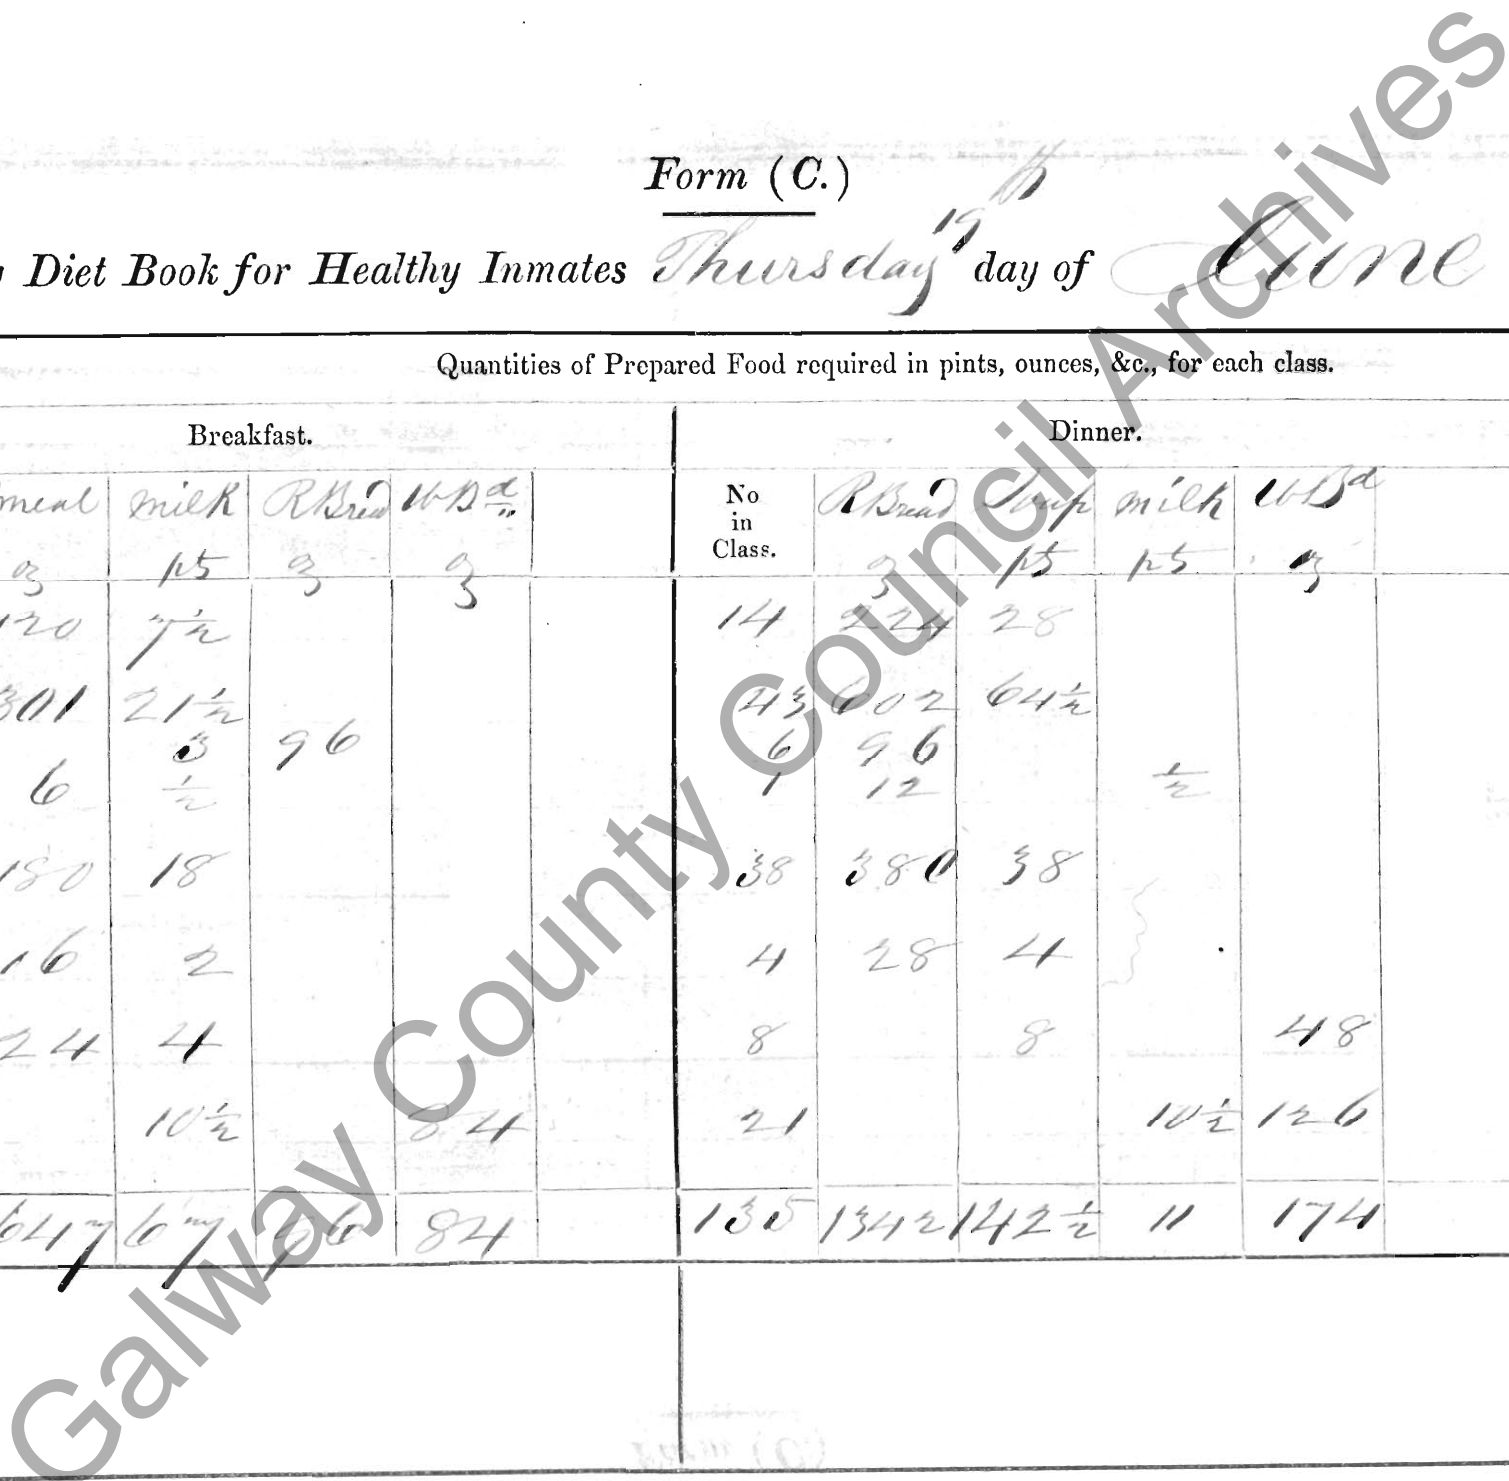 Form (C.)
Diet Book for Healthy Inmates Thursday 19th day of June
Quantities of Prepared Food required in pints, ounces, &c., for each class.
Breakfast. Dinner.
meal milk R Bread W Bd No in Class. R Bread Soup milk W Bd
℥ pts ℥ ℥ ℥ pts pts ℥
120 7½ 14 224 28
301 21½ 43 602 64½
3 96 6 96
6 ½ 1 12 ½
180 18 38 380 38
16 2 4 28 4
24 4 8 8 48
10½ 84 21 10½ 126
647 67 96 84 135 1342 142½ 11 174
Galway County Council Archives